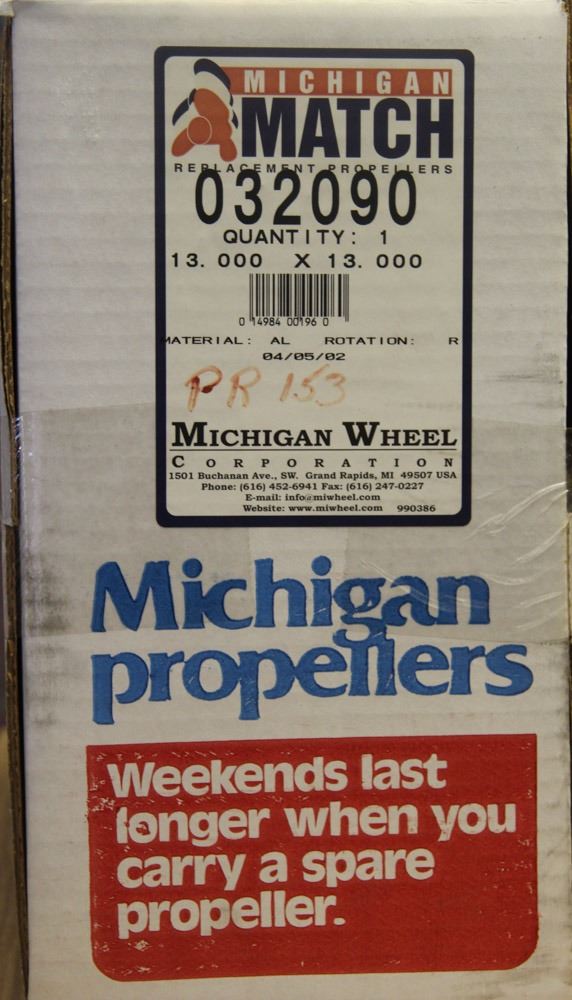 MICHIGAN
MATCH
REPLACEMENT PROPELLERS
032090
QUANTITY: 1
13.000 X 13.000
0 14984 00196 0
MATERIAL: AL ROTATION: R
04/05/02
PR 153
MICHIGAN WHEEL
CORPORATION
1501 Buchanan Ave., SW. Grand Rapids, MI 49507 USA
Phone: (616) 452-6941 Fax: (616) 247-0227
E-mail: info@miwheel.com
Website: www.miwheel.com 990386
Michigan
propellers
Weekends last
longer when you
carry a spare
propeller.